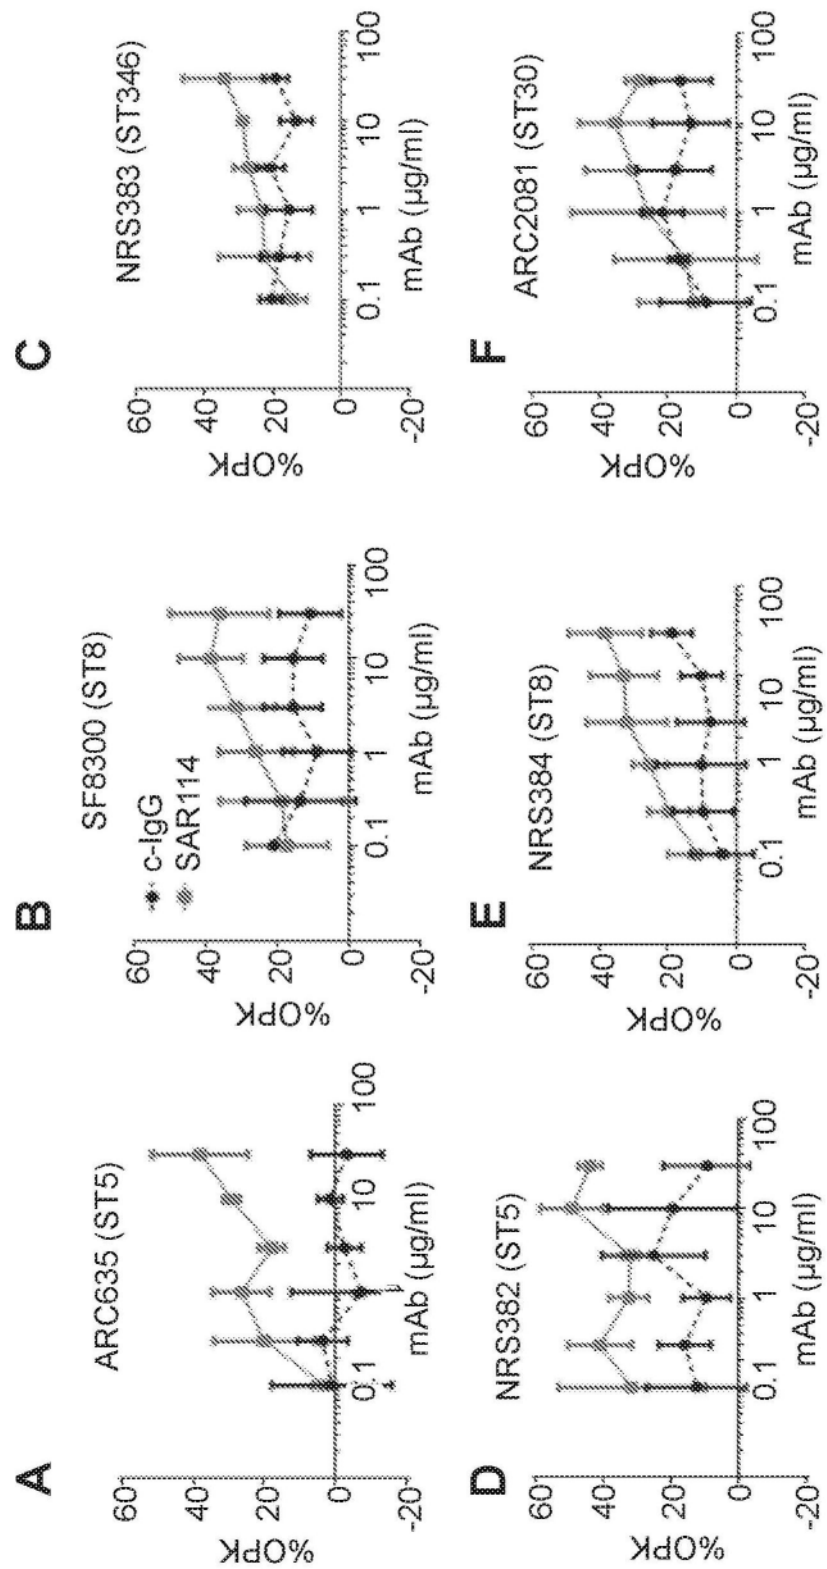 A
ARC635 (ST5)
%OPK
60
40
20
0
-20
0.1
1
10
100
mAb (µg/ml)
B
SF8300 (ST8)
c-IgG
SAR114
%OPK
60
40
20
0
-20
0.1
1
10
100
mAb (µg/ml)
C
NRS383 (ST346)
%OPK
60
40
20
0
-20
0.1
1
10
100
mAb (µg/ml)
D
NRS382 (ST5)
%OPK
60
40
20
0
-20
0.1
1
10
100
mAb (µg/ml)
E
NRS384 (ST8)
%OPK
60
40
20
0
-20
0.1
1
10
100
mAb (µg/ml)
F
ARC2081 (ST30)
%OPK
60
40
20
0
-20
0.1
1
10
100
mAb (µg/ml)